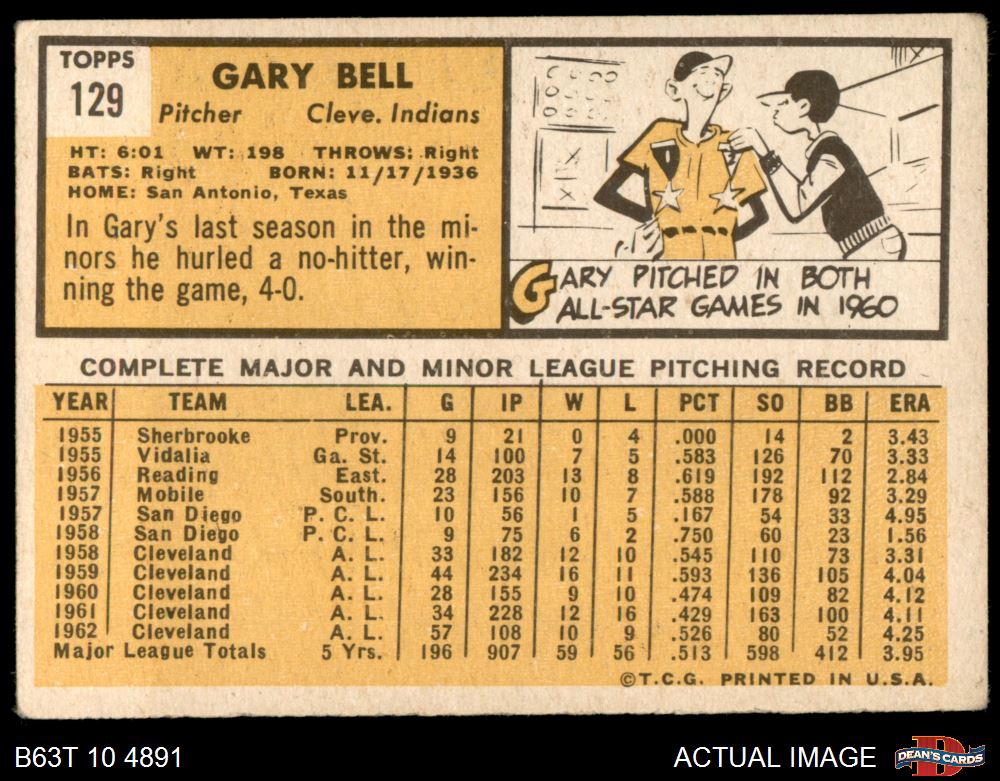 TOPPS
129
GARY BELL
Pitcher Cleve. Indians
HT: 6:01 WT: 198 THROWS: Right
BATS: Right BORN: 11/17/1936
HOME: San Antonio, Texas
In Gary's last season in the mi-
nors he hurled a no-hitter, win-
ning the game, 4-0.
GARY PITCHED IN BOTH
ALL-STAR GAMES IN 1960
COMPLETE MAJOR AND MINOR LEAGUE PITCHING RECORD
YEAR TEAM LEA. G IP W L PCT SO BB ERA
1955 Sherbrooke Prov. 9 21 0 4 .000 14 2 3.43
1955 Vidalia Ga. St. 14 100 7 5 .583 126 70 3.33
1956 Reading East. 28 203 13 8 .619 192 112 2.84
1957 Mobile South. 23 156 10 7 .588 178 92 3.29
1957 San Diego P. C. L. 10 56 1 5 .167 54 33 4.95
1958 San Diego P. C. L. 9 75 6 2 .750 60 23 1.56
1958 Cleveland A. L. 33 182 12 10 .545 110 73 3.31
1959 Cleveland A. L. 44 234 16 11 .593 136 105 4.04
1960 Cleveland A. L. 28 155 9 10 .474 109 82 4.12
1961 Cleveland A. L. 34 228 12 16 .429 163 100 4.11
1962 Cleveland A. L. 57 108 10 9 .526 80 52 4.25
Major League Totals 5 Yrs. 196 907 59 56 .513 598 412 3.95
©T.C.G. PRINTED IN U.S.A.
B63T 10 4891 ACTUAL IMAGE
D
DEAN'S CARDS